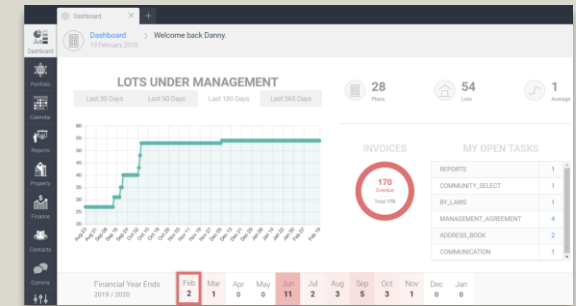 Dashboard × +
Dashboard > Welcome back Danny.
19 February 2019
Dashboard
Portfolio
Calendar
Reports
Property
Finance
Contacts
Comms
LOTS UNDER MANAGEMENT
Last 30 Days Last 90 Days Last 180 Days Last 365 Days
60
55
50
45
40
35
30
25
20
28
Plans
54
Lots
1
Average
INVOICES
170
Overdue
Total 170
MY OPEN TASKS
REPORTS 1
COMMUNITY_SELECT 1
BY_LAWS 1
MANAGEMENT_AGREEMENT 4
ADDRESS_BOOK 2
COMMUNICATION 1
Financial Year Ends
2019 / 2020
Feb Mar Apr May Jun Jul Aug Sep Oct Nov Dec Jan
2 1 0 0 11 2 3 5 3 1 0 0